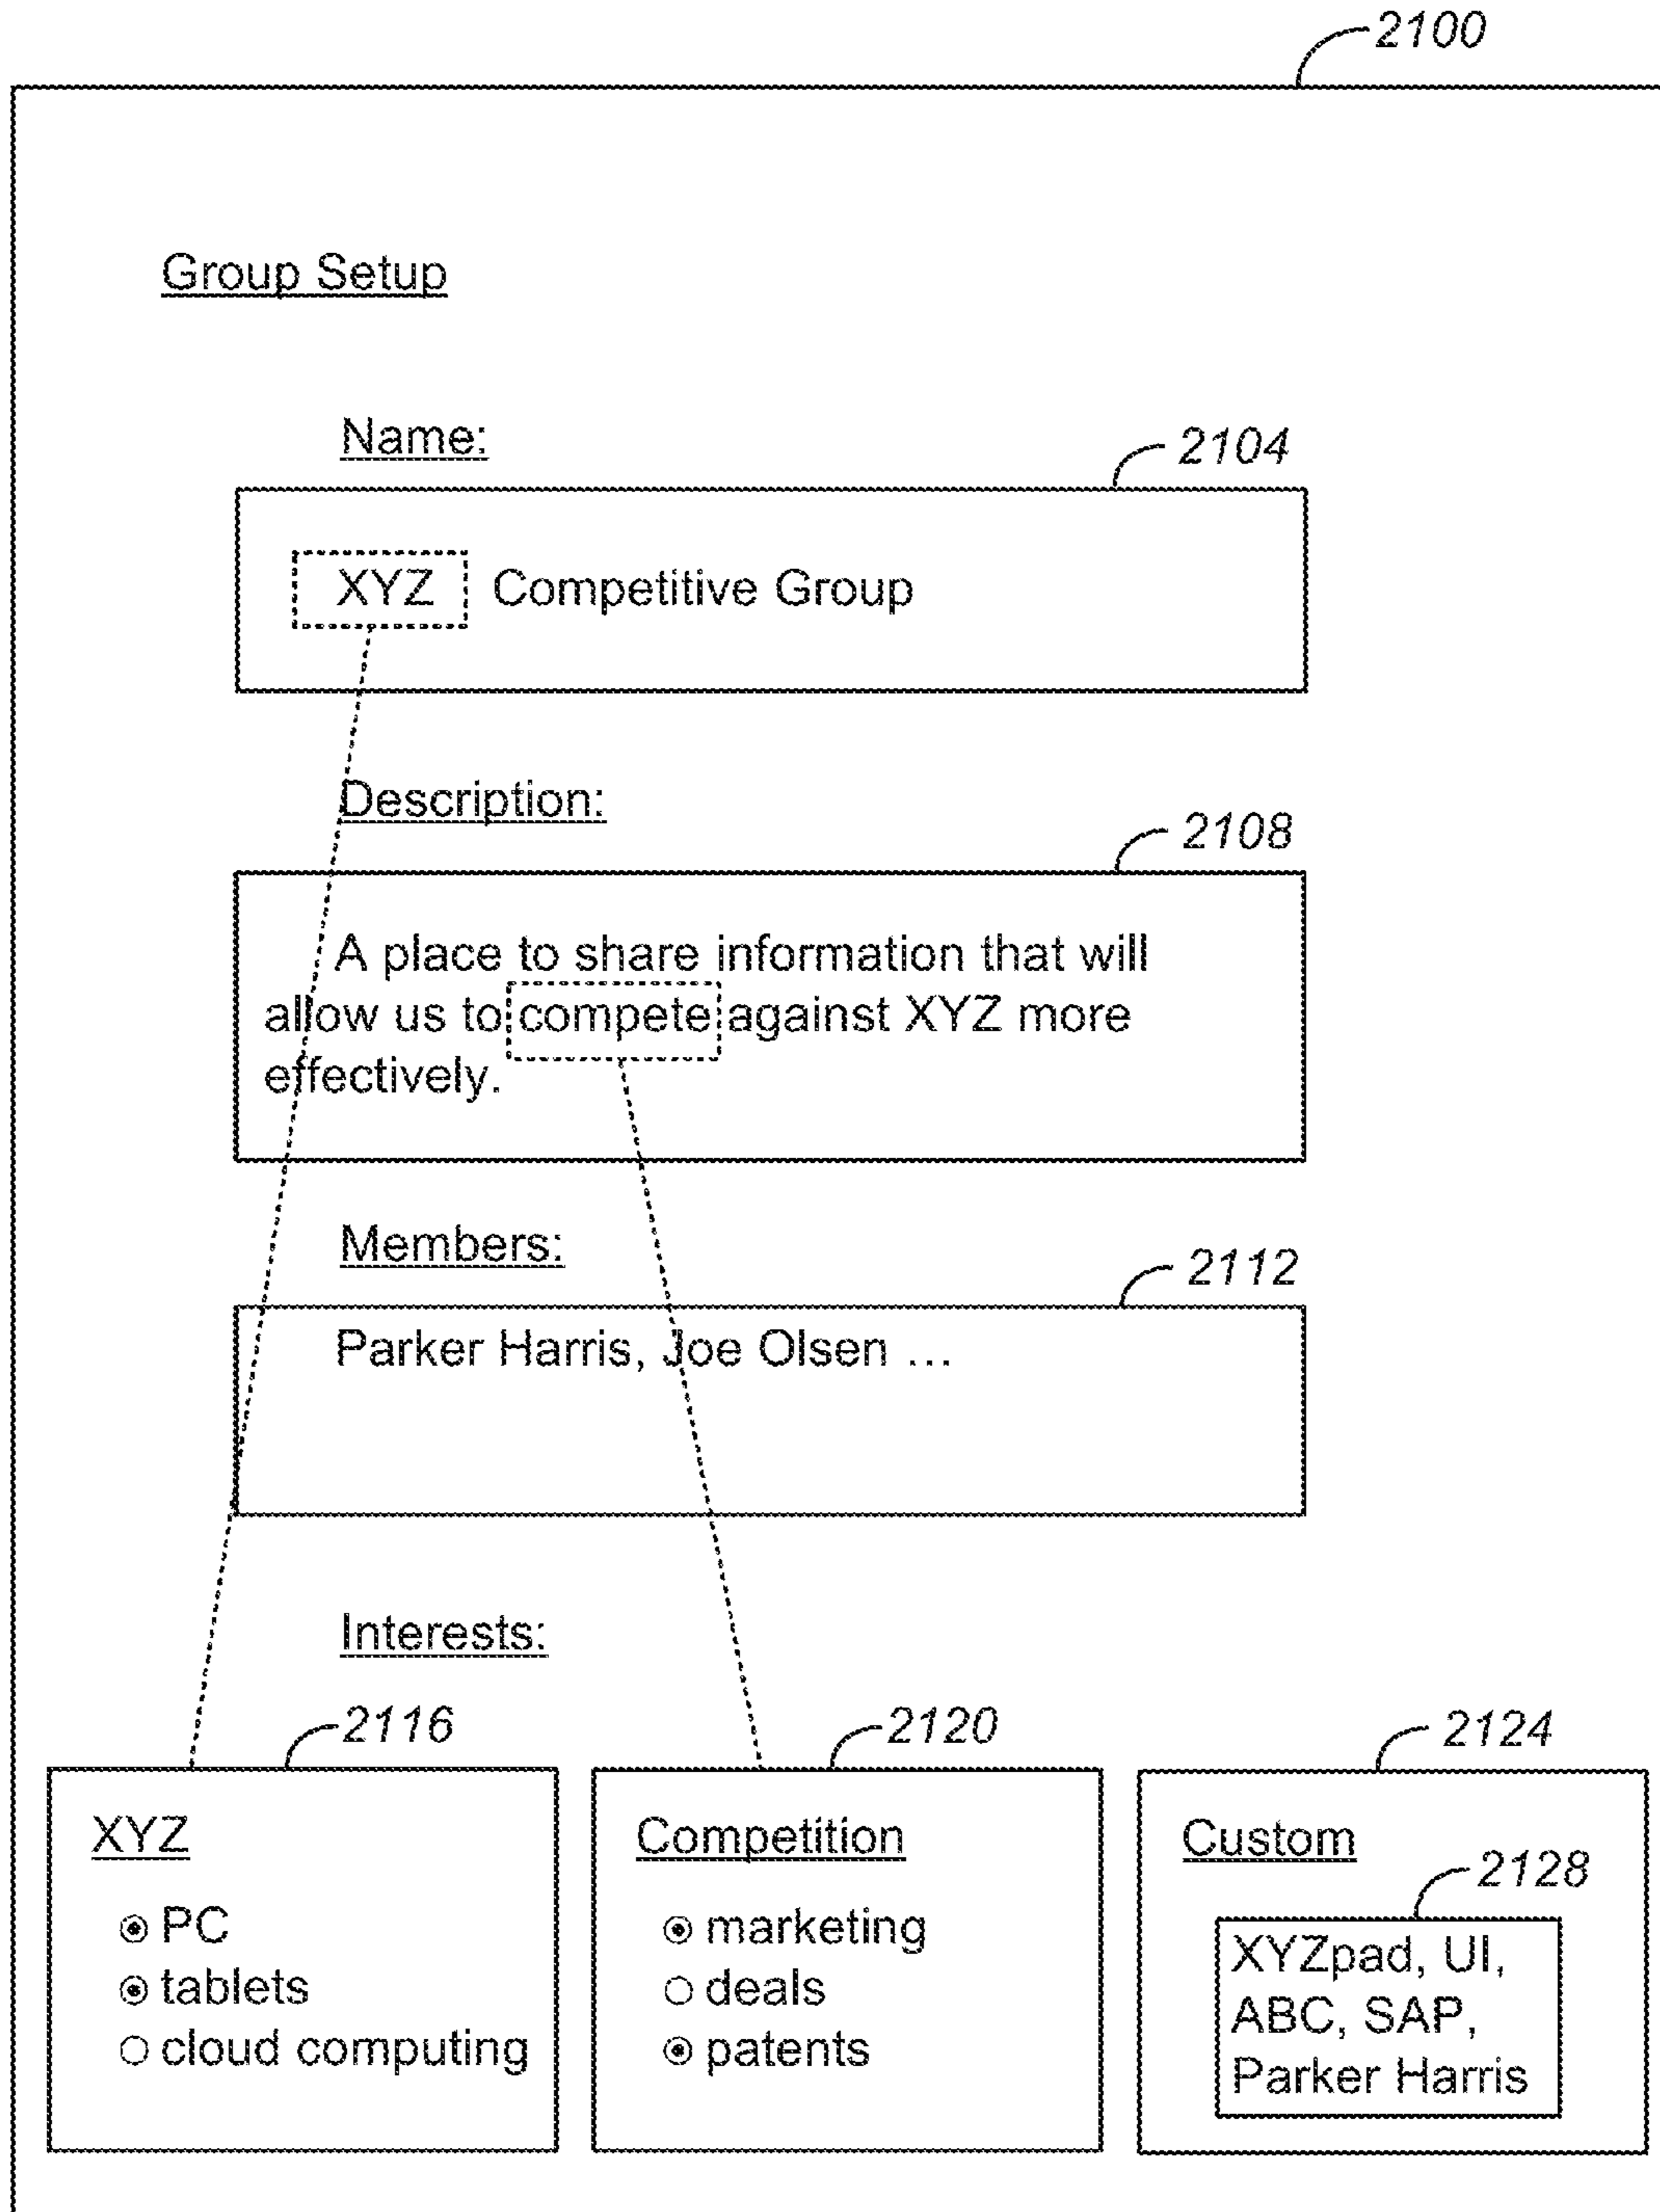 2100
Group Setup
Name:
2104
XYZ Competitive Group
Description:
2108
A place to share information that will
allow us to compete against XYZ more
effectively.
Members:
2112
Parker Harris, Joe Olsen ...
Interests:
2116
XYZ
PC
tablets
cloud computing
2120
Competition
marketing
deals
patents
2124
Custom
2128
XYZpad, UI,
ABC, SAP,
Parker Harris